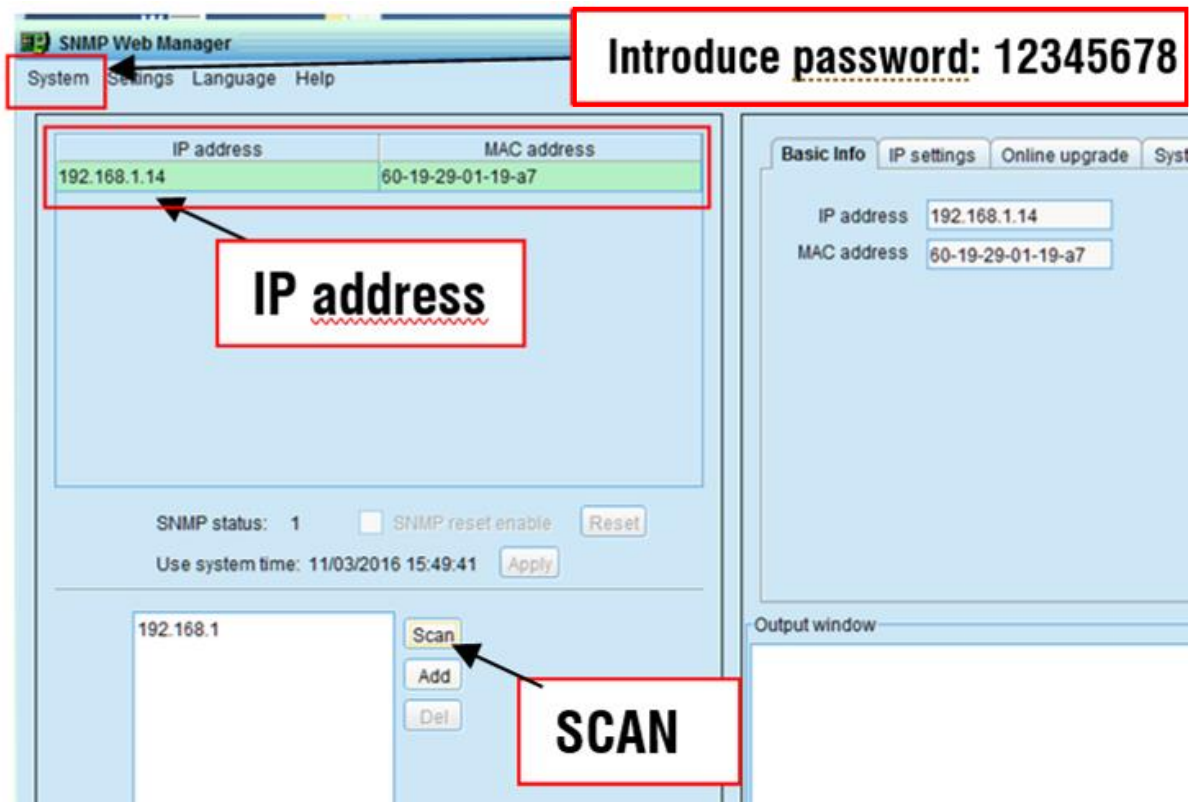 SNMP Web Manager
Introduce password: 12345678
System Settings Language Help
IP address MAC address
192.168.1.14 60-19-29-01-19-a7
IP address
SNMP status: 1 SNMP reset enable Reset
Use system time: 11/03/2016 15:49:41 Apply
192.168.1
Scan
Add
Del
SCAN
Basic Info IP settings Online upgrade Syst
IP address 192.168.1.14
MAC address 60-19-29-01-19-a7
Output window